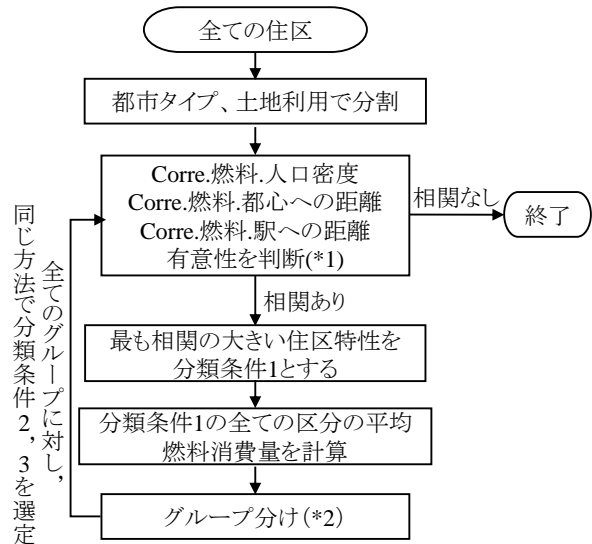 全ての住区
都市タイプ、土地利用で分割
Corre.燃料.人口密度
Corre.燃料.都心への距離
Corre.燃料.駅への距離
有意性を判断(*1)
相関なし
終了
相関あり
最も相関の大きい住区特性を
分類条件1とする
分類条件1の全ての区分の平均
燃料消費量を計算
グループ分け(*2)
全てのグループに対し，
同じ方法で分類条件2，3を選定